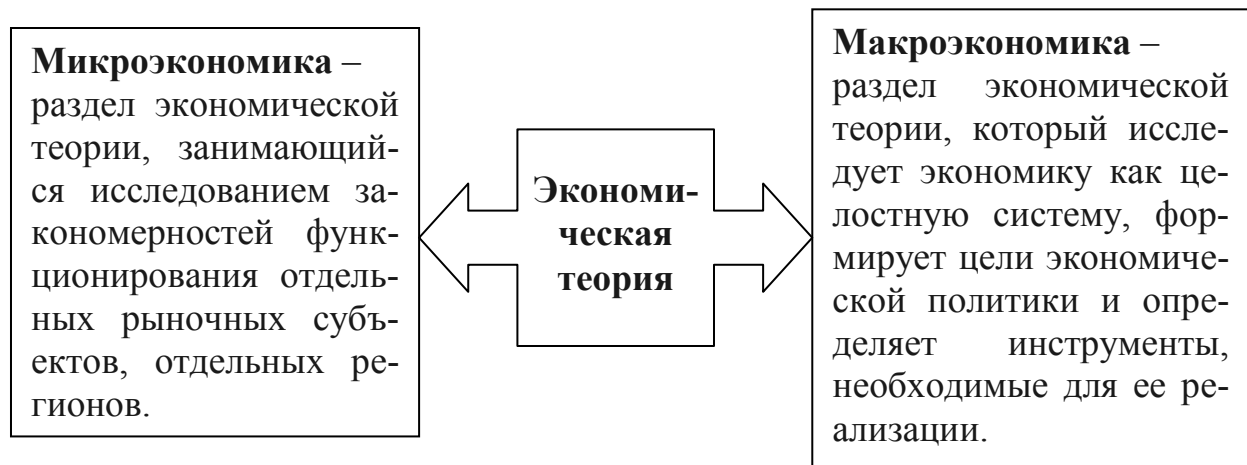 Микроэкономика –
раздел экономической
теории, занимающий-
ся исследованием за-
кономерностей функ-
ционирования отдель-
ных рыночных субъ-
ектов, отдельных ре-
гионов.
Экономи-
ческая
теория
Макроэкономика –
раздел экономической
теории, который иссле-
дует экономику как це-
лостную систему, фор-
мирует цели экономиче-
ской политики и опре-
деляет инструменты,
необходимые для ее ре-
ализации.